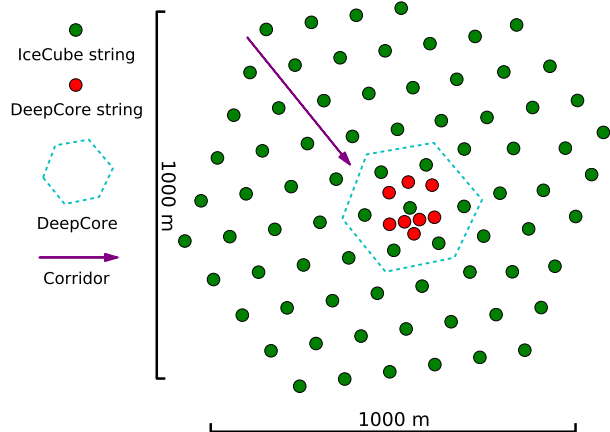 IceCube string
DeepCore string
DeepCore
Corridor
1000 m
1000 m